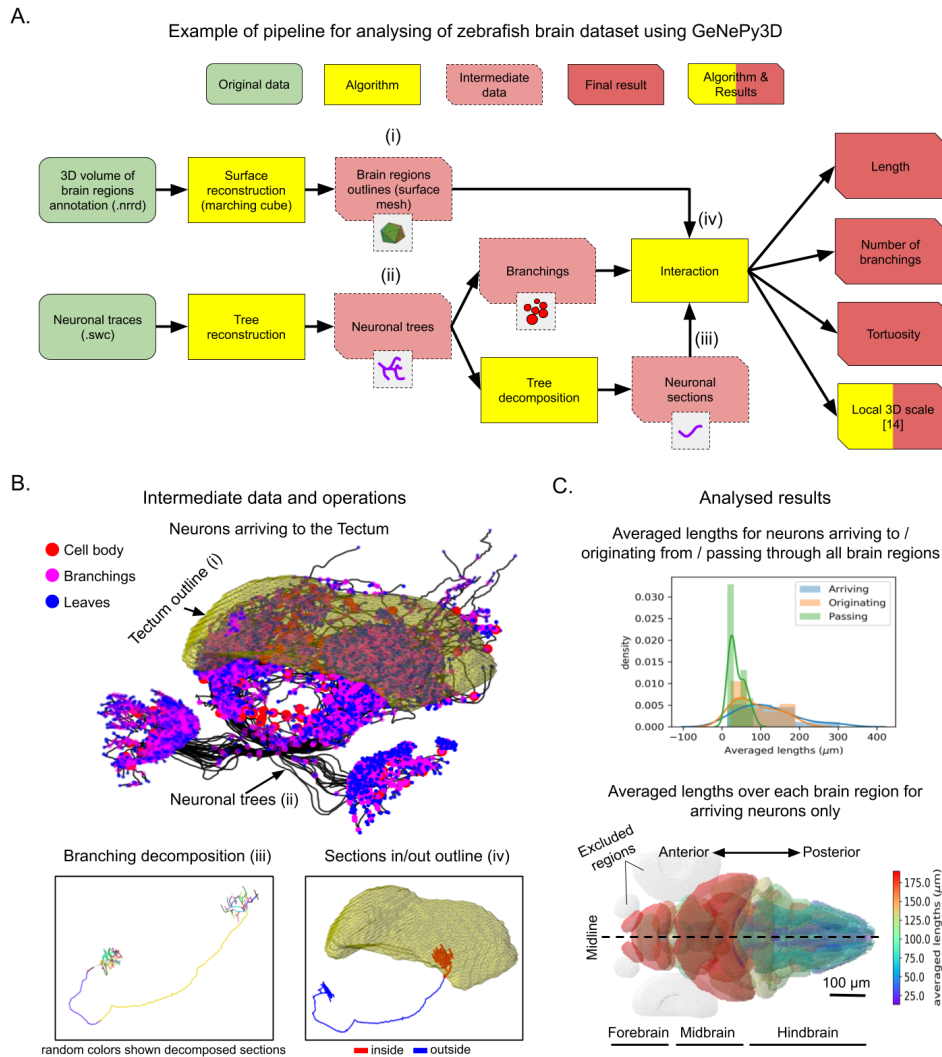 A.
Example of pipeline for analysing of zebrafish brain dataset using GeNePy3D
Original data
Algorithm
Intermediate
data
Final result
Algorithm &
Results
(i)
3D volume of
brain regions
annotation (.nrrd)
Surface
reconstruction
(marching cube)
Brain regions
outlines (surface
mesh)
(iv)
Length
Number of
branchings
(ii)
Branchings
Interaction
Neuronal traces
(.swc)
Tree
reconstruction
Neuronal trees
(iii)
Tortuosity
Tree
decomposition
Neuronal
sections
Local 3D scale
[14]
B.
Intermediate data and operations
Neurons arriving to the Tectum
Cell body
Branchings
Leaves
Tectum outline (i)
Neuronal trees (ii)
Branching decomposition (iii)
random colors shown decomposed sections
Sections in/out outline (iv)
inside
outside
C.
Analysed results
Averaged lengths for neurons arriving to /
originating from / passing through all brain regions
Arriving
Originating
Passing
density
0.030
0.025
0.020
0.015
0.010
0.005
0.000
−100 0 100 200 300 400
Averaged lengths (μm)
Averaged lengths over each brain region for
arriving neurons only
Excluded
regions
Anterior
Posterior
Midline
100 μm
175.0
150.0
125.0
100.0
75.0
50.0
25.0
averaged lengths (μm)
Forebrain
Midbrain
Hindbrain